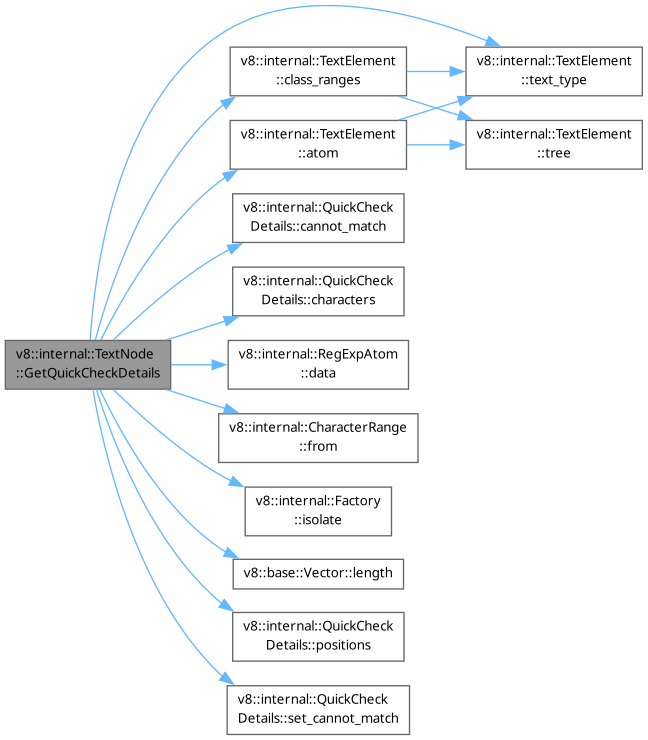 v8::internal::TextElement
::class_ranges
v8::internal::TextElement
::text_type
v8::internal::TextElement
::atom
v8::internal::TextElement
::tree
v8::internal::QuickCheck
Details::cannot_match
v8::internal::QuickCheck
Details::characters
v8::internal::TextNode
::GetQuickCheckDetails
v8::internal::RegExpAtom
::data
v8::internal::CharacterRange
::from
v8::internal::Factory
::isolate
v8::base::Vector::length
v8::internal::QuickCheck
Details::positions
v8::internal::QuickCheck
Details::set_cannot_match